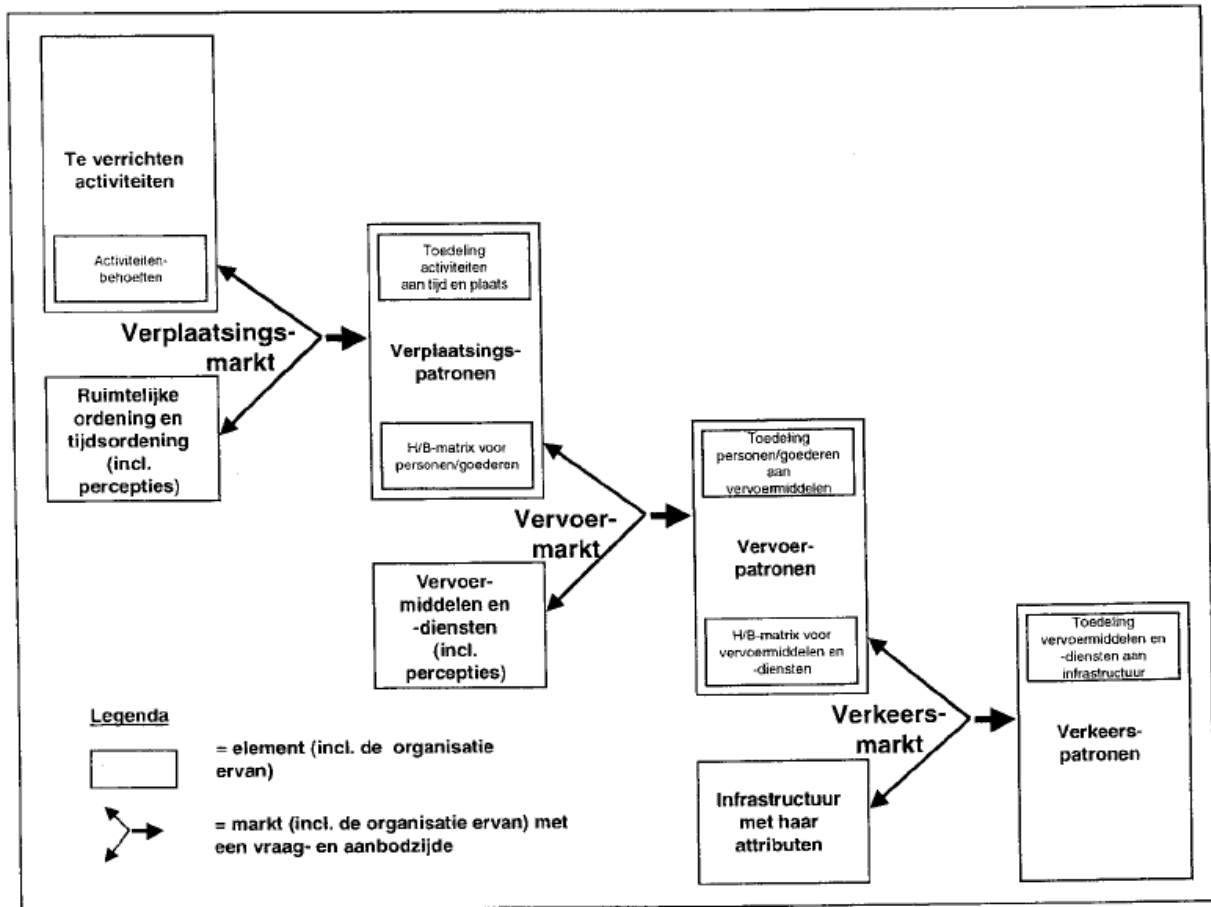 Te verrichten
activiteiten
Activiteiten-
behoeften
Verplaatsings-
markt
Ruimtelijke
ordening en
tijdsordening
(incl.
percepties)
Toedeling
activiteiten
aan tijd en plaats
Verplaatsings-
patronen
H/B-matrix voor
personen/goederen
Vervoer-
markt
Vervoer-
middelen en
-diensten
(incl.
percepties)
Toedeling
personen/goederen
aan
vervoermiddelen
Vervoer-
patronen
H/B-matrix voor
vervoermiddelen en
-diensten
Verkeers-
markt
Infrastructuur
met haar
attributen
Toedeling
vervoermiddelen en
-diensten aan
infrastructuur
Verkeers-
patronen
Legenda
= element (incl. de organisatie
ervan)
= markt (incl. de organisatie ervan) met
een vraag- en aanbodzijde